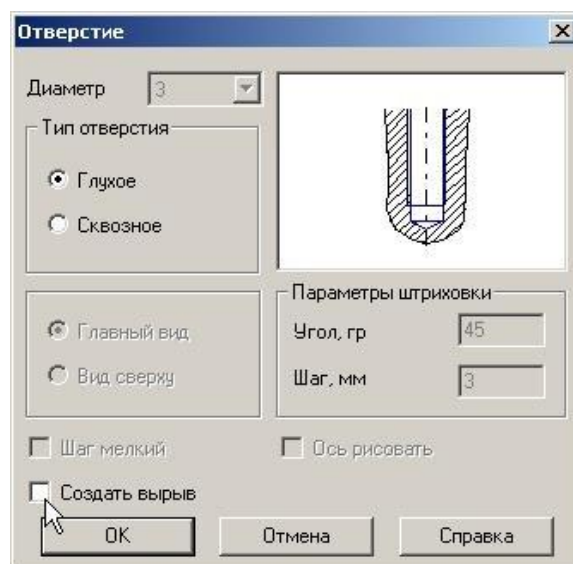 Отверстие
Диаметр 3
Тип отверстия
Глухое
Сквозное
Главный вид
Вид сверху
Параметры штриховки
Угол, гр 45
Шаг, мм 3
Шаг мелкий
Ось рисовать
Создать вырыв
OK Отмена Справка